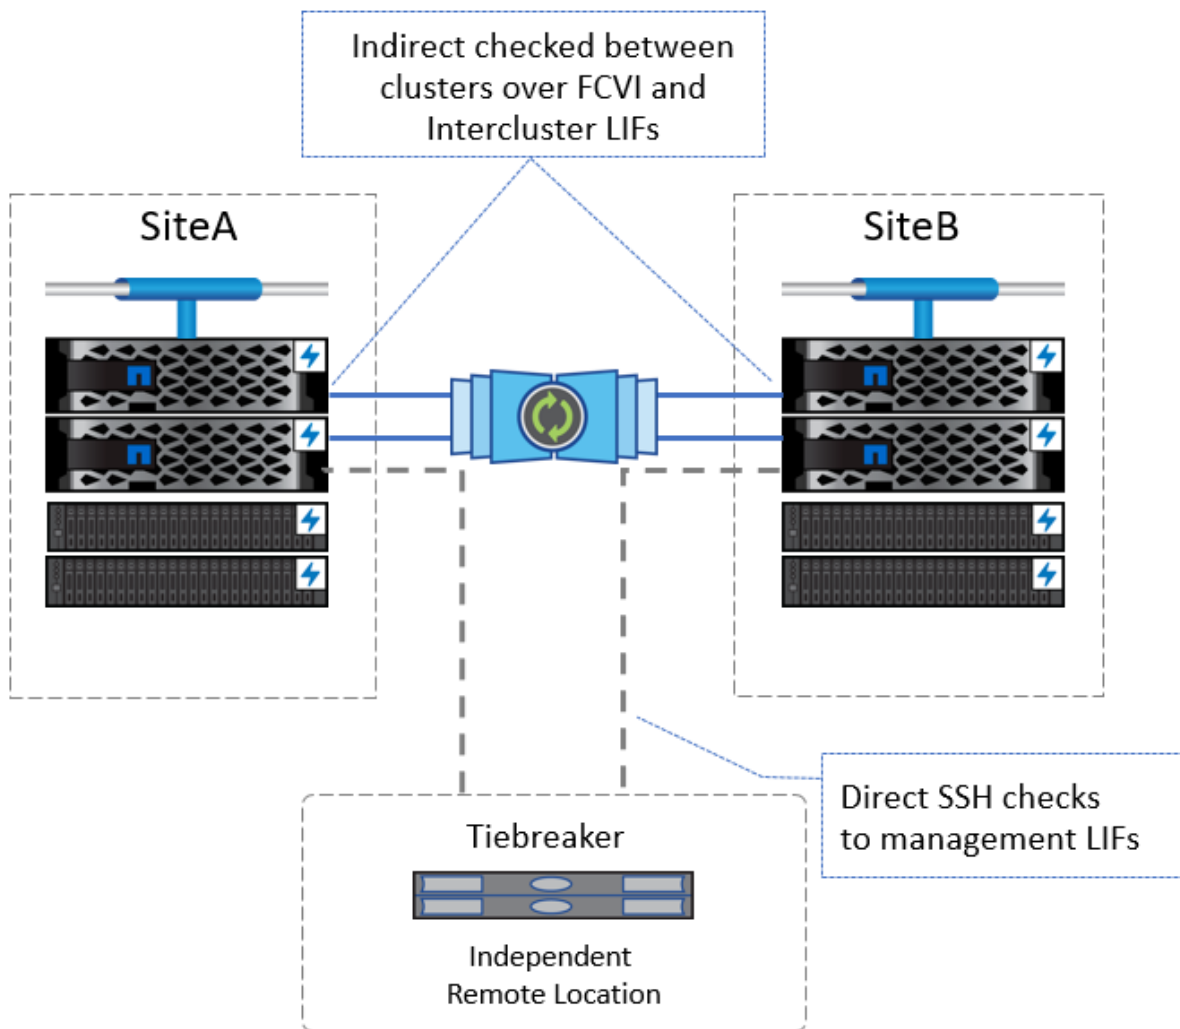 Indirect checked between
clusters over FCVI and
Intercluster LIFs
SiteA
SiteB
Direct SSH checks
to management LIFs
Tiebreaker
Independent
Remote Location